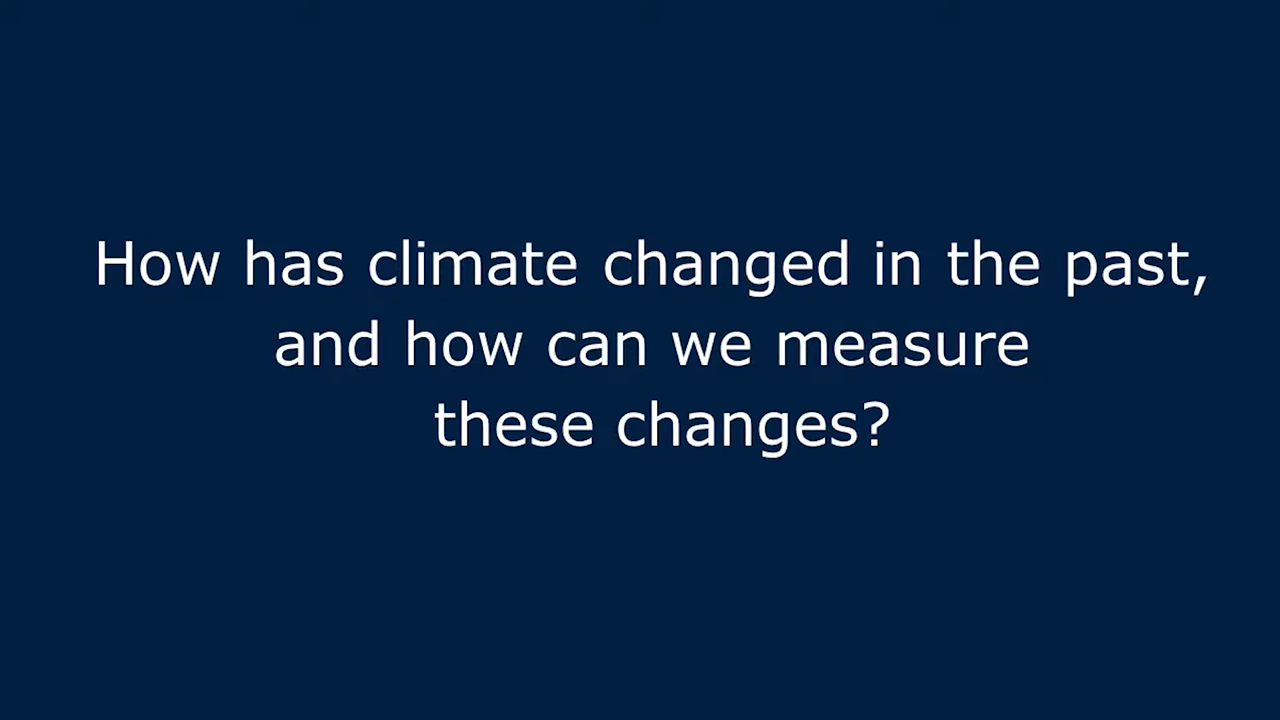 How has climate changed in the past,
and how can we measure
these changes?